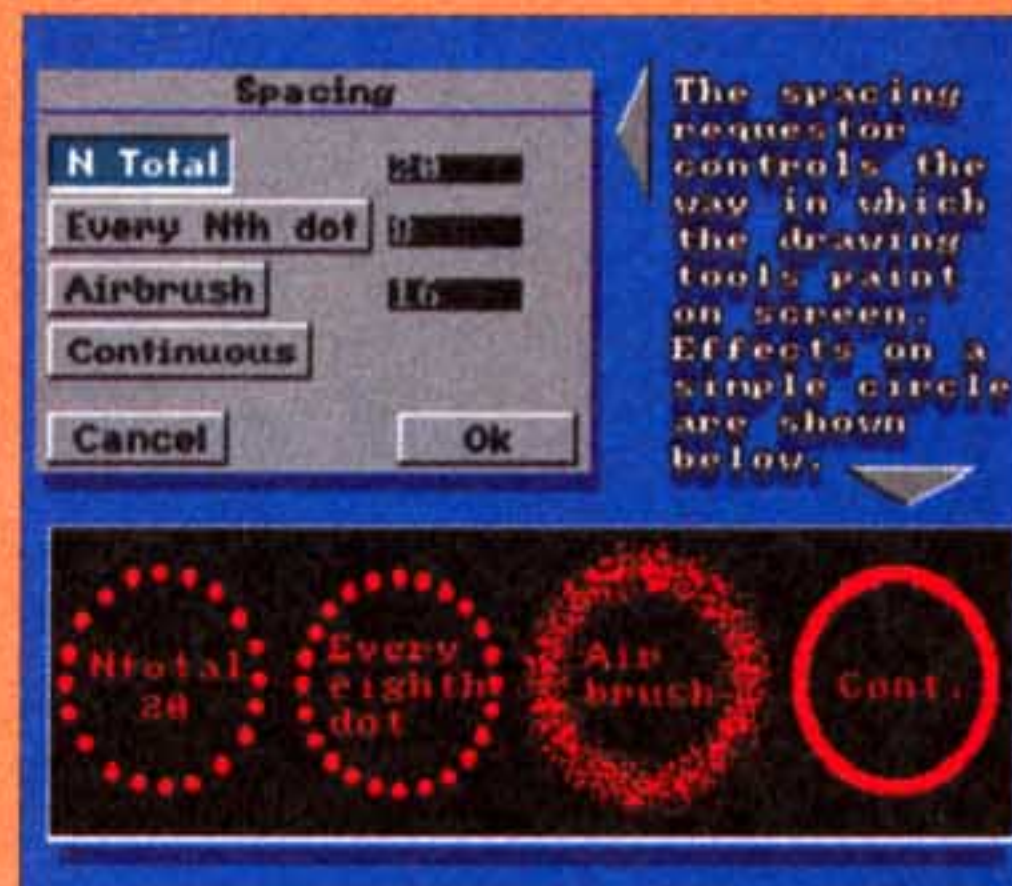 Spacing
N Total
Every Nth dot
Airbrush
Continuous
Cancel
Ok
The spacing
requestor
controls the
way in which
the drawing
tools paint
on screen.
Effects on a
simple circle
are shown
below.
Ntotal
20
Every
eighth
dot
Air
brush
Cont.